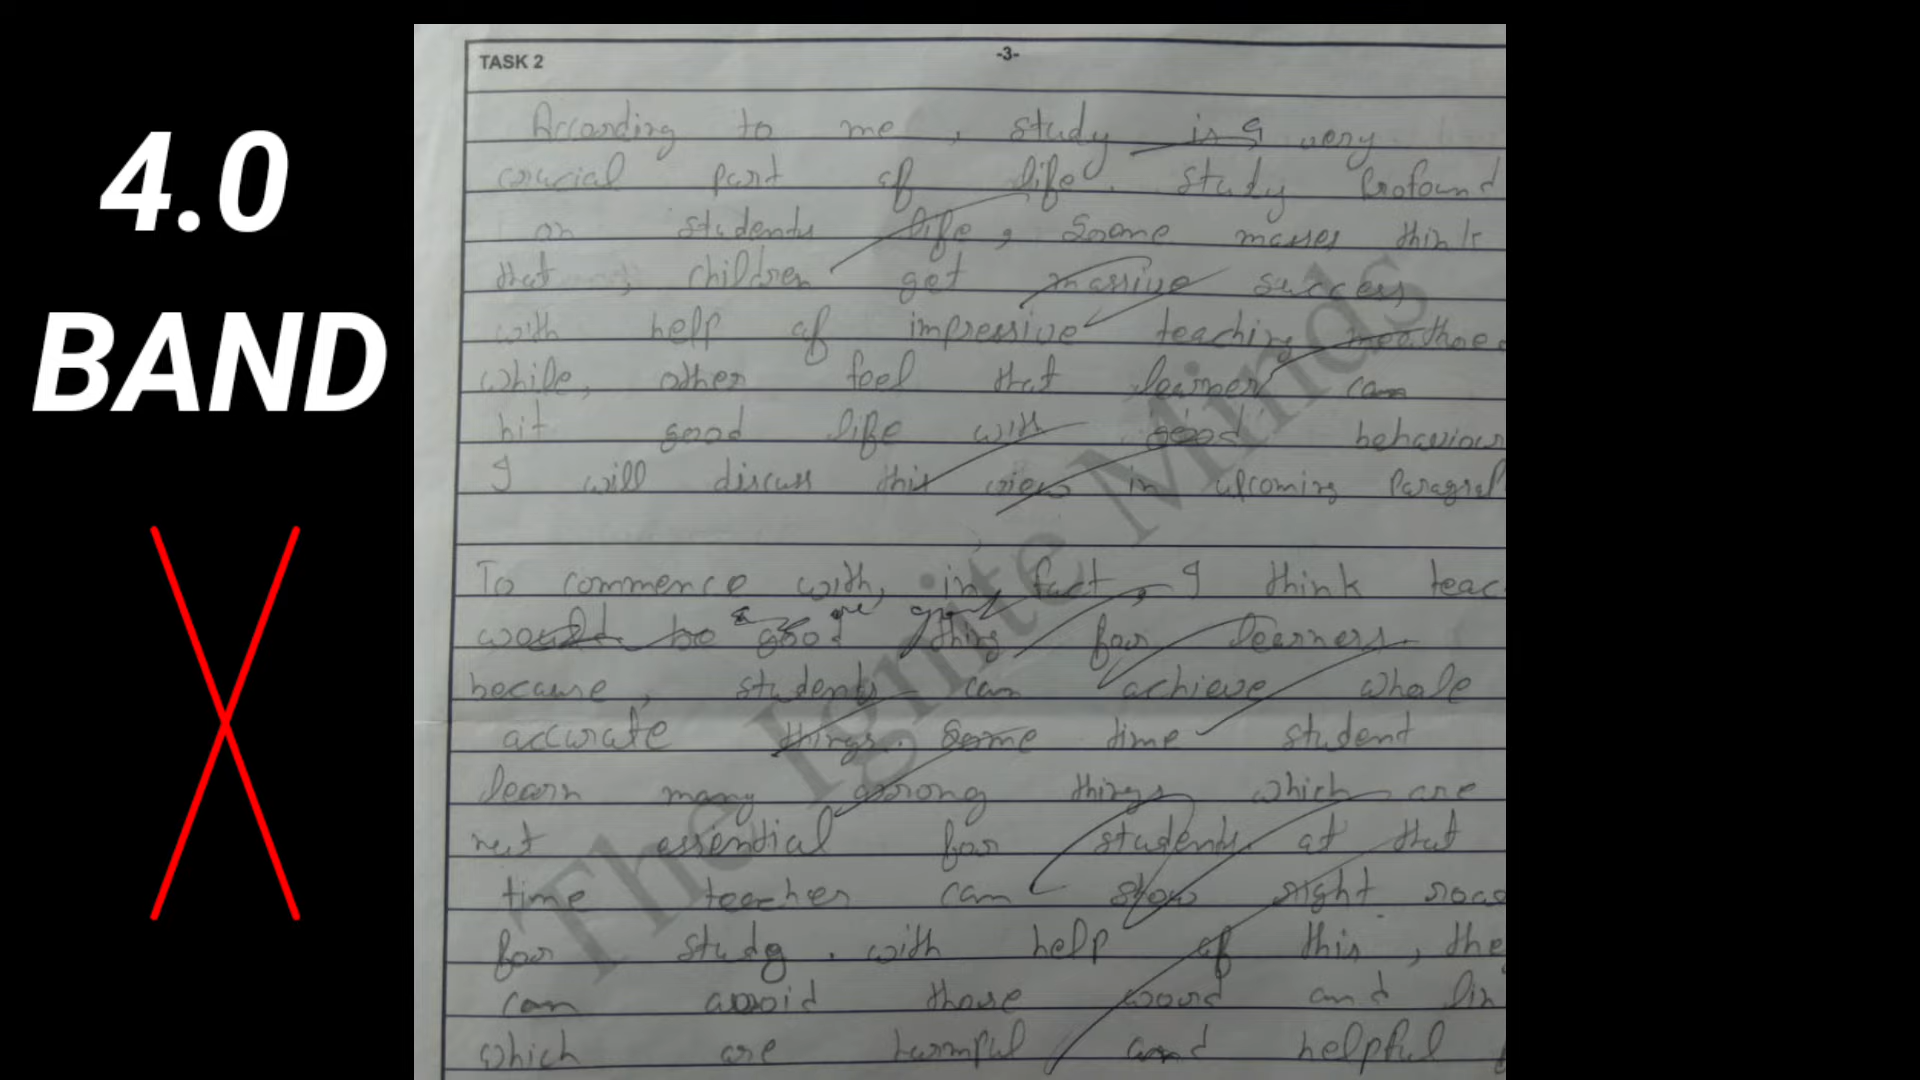 4.0
BAND
TASK 2
-3-
According to me, study is a very
crucial part of life. study Profound
on students life, Some masses think
that, children get massive success
with help of impressive teaching
while, other feel that learner can
hit good life with good behaviour
I will discuss this view in upcoming
To commence with, in fact, I think
would be good thing for learners
because, students can achieve whole
accurate things. Some time student
learn many wrong things which are
not essential for students. at that
time teacher can show right
for study. with help of this,
can avoid those word and
which are harmful and helpful
The Ignite Minds